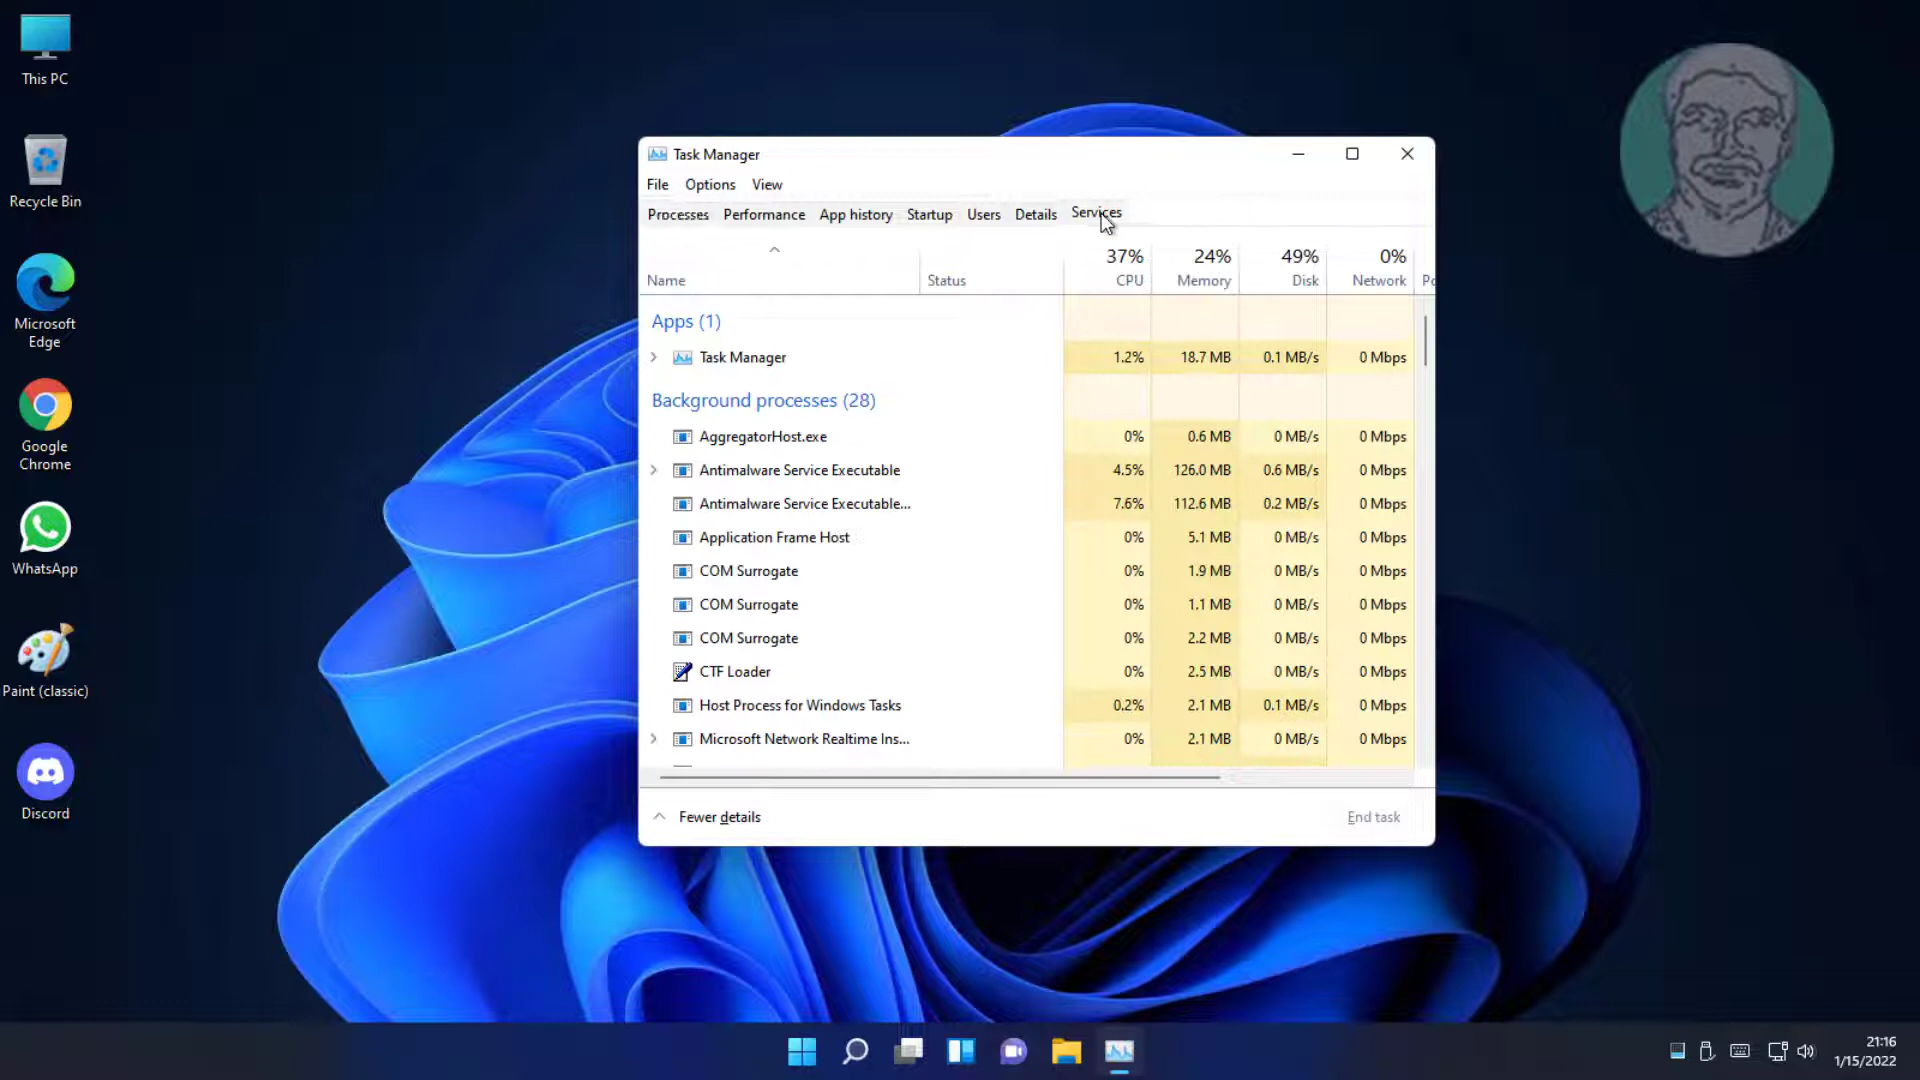 This PC
Recycle Bin
Microsoft
Edge
Google
Chrome
WhatsApp
Paint (classic)
Discord
Task Manager
File Options View
Processes Performance App history Startup Users Details Services
37% 24% 49% 0%
Name Status CPU Memory Disk Network Po
Apps (1)
Task Manager 1.2% 18.7 MB 0.1 MB/s 0 Mbps
Background processes (28)
AggregatorHost.exe 0% 0.6 MB 0 MB/s 0 Mbps
Antimalware Service Executable 4.5% 126.0 MB 0.6 MB/s 0 Mbps
Antimalware Service Executable... 7.6% 112.6 MB 0.2 MB/s 0 Mbps
Application Frame Host 0% 5.1 MB 0 MB/s 0 Mbps
COM Surrogate 0% 1.9 MB 0 MB/s 0 Mbps
COM Surrogate 0% 1.1 MB 0 MB/s 0 Mbps
COM Surrogate 0% 2.2 MB 0 MB/s 0 Mbps
CTF Loader 0% 2.5 MB 0 MB/s 0 Mbps
Host Process for Windows Tasks 0.2% 2.1 MB 0.1 MB/s 0 Mbps
Microsoft Network Realtime Ins... 0% 2.1 MB 0 MB/s 0 Mbps
Fewer details End task
21:16
1/15/2022